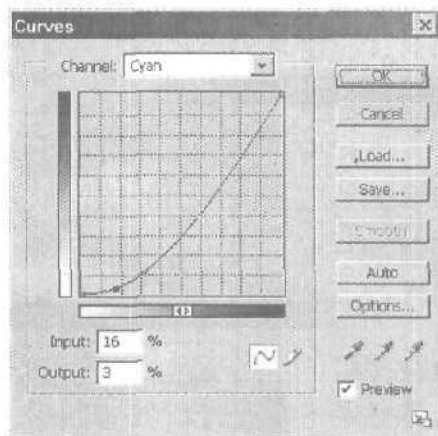 Curves
Channel: Cyan
OK
Cancel
Load...
Save...
Smooth
Auto
Options...
Input: 16 %
Output: 3 %
Preview